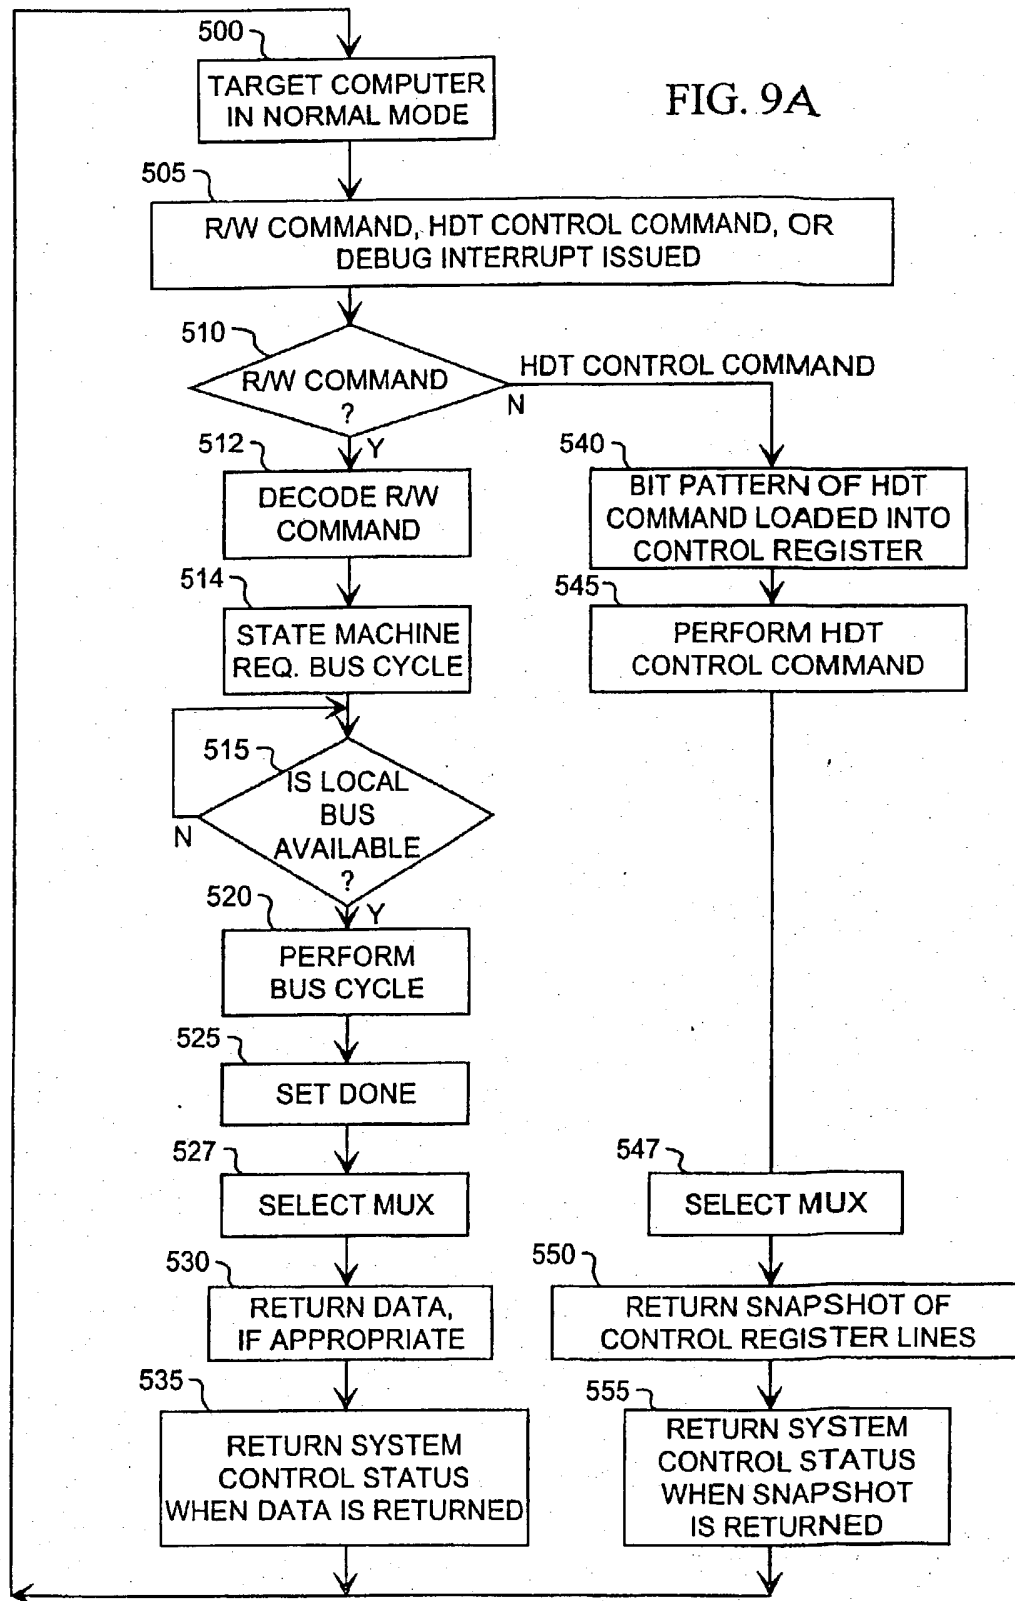 FIG. 9A
500
TARGET COMPUTER
IN NORMAL MODE
505
R/W COMMAND, HDT CONTROL COMMAND, OR
DEBUG INTERRUPT ISSUED
510
R/W COMMAND
?
HDT CONTROL COMMAND
N
Y
512
DECODE R/W
COMMAND
514
STATE MACHINE
REQ. BUS CYCLE
515
IS LOCAL
BUS
AVAILABLE
?
N
Y
520
PERFORM
BUS CYCLE
525
SET DONE
527
SELECT MUX
530
RETURN DATA,
IF APPROPRIATE
535
RETURN SYSTEM
CONTROL STATUS
WHEN DATA IS RETURNED
540
BIT PATTERN OF HDT
COMMAND LOADED INTO
CONTROL REGISTER
545
PERFORM HDT
CONTROL COMMAND
547
SELECT MUX
550
RETURN SNAPSHOT OF
CONTROL REGISTER LINES
555
RETURN SYSTEM
CONTROL STATUS
WHEN SNAPSHOT
IS RETURNED